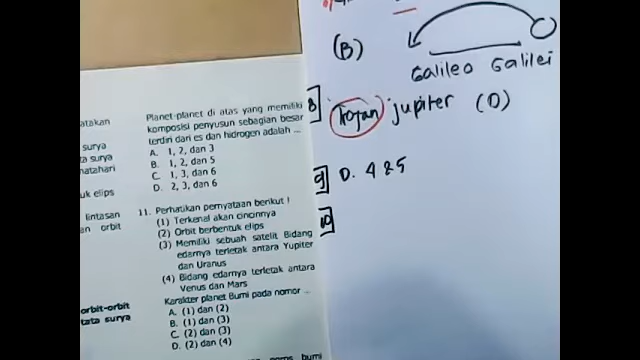 atakan
surya
a surya
natahari
uk elips
lintasan
an orbit
orbit-orbit
tata surya
Planet-planet di atas yang memiliki
komposisi penyusun sebagian besar
terdiri dari es dan hidrogen adalah ...
A. 1, 2, dan 3
B. 1, 2, dan 5
C. 1, 3, dan 6
D. 2, 3, dan 6
11. Perhatikan pernyataan berikut !
(1) Terkenal akan cincinnya
(2) Orbit berbentuk elips
(3) Memiliki sebuah satelit Bidang
edarnya terletak antara Yupiter
dan Uranus
(4) Bidang edarnya terletak antara
Venus dan Mars
Karakter planet Bumi pada nomor ...
A. (1) dan (2)
B. (1) dan (3)
C. (2) dan (3)
D. (2) dan (4)
bumi
(B)
Galileo Galilei
8 Trojan jupiter (D)
9 D. 4 & 5
10